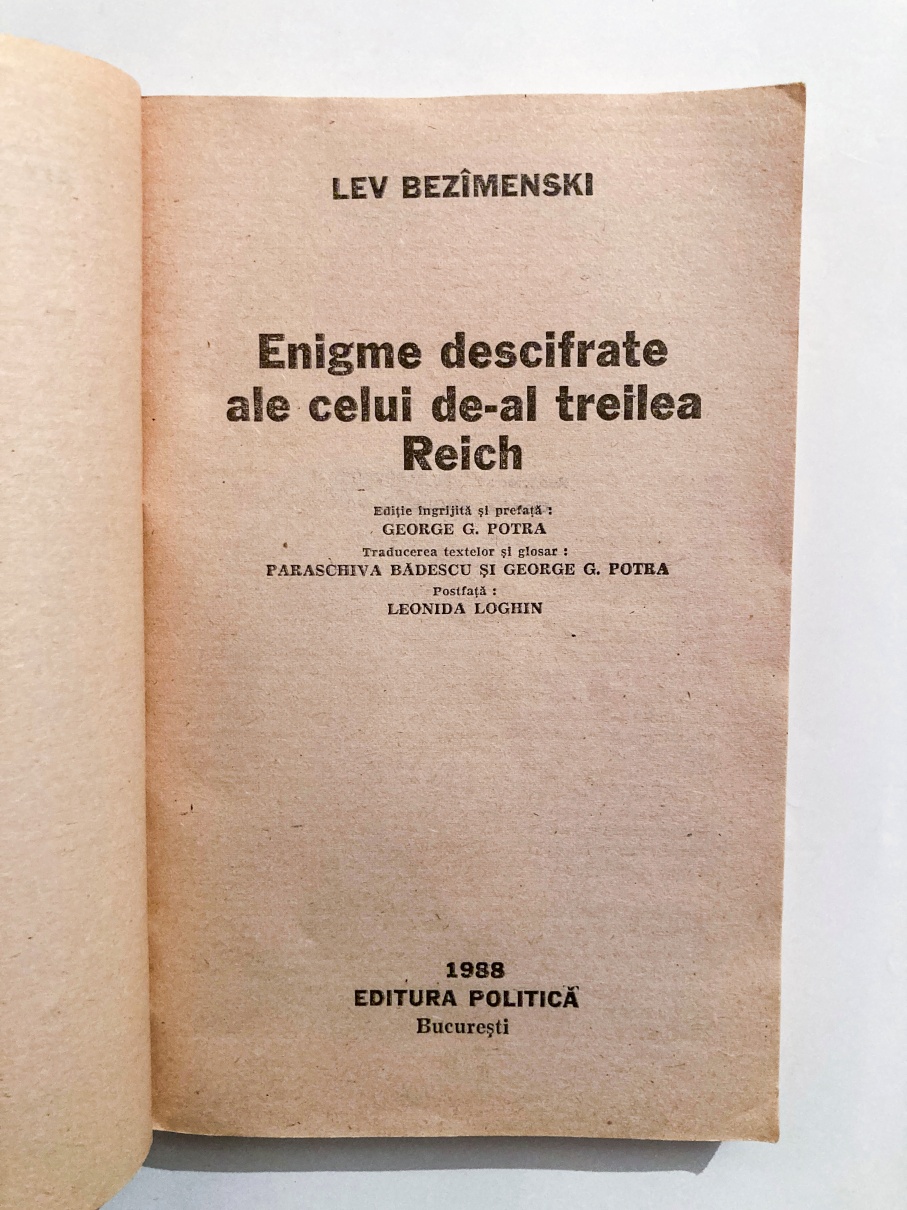 LEV BEZÎMENSKI
Enigme descifrate
ale celui de-al treilea
Reich
Ediție îngrijită și prefață :
GEORGE G. POTRA
Traducerea textelor și glosar :
PARASCHIVA BĂDESCU ȘI GEORGE G. POTRA
Postfață :
LEONIDA LOGHIN
1988
EDITURA POLITICĂ
București